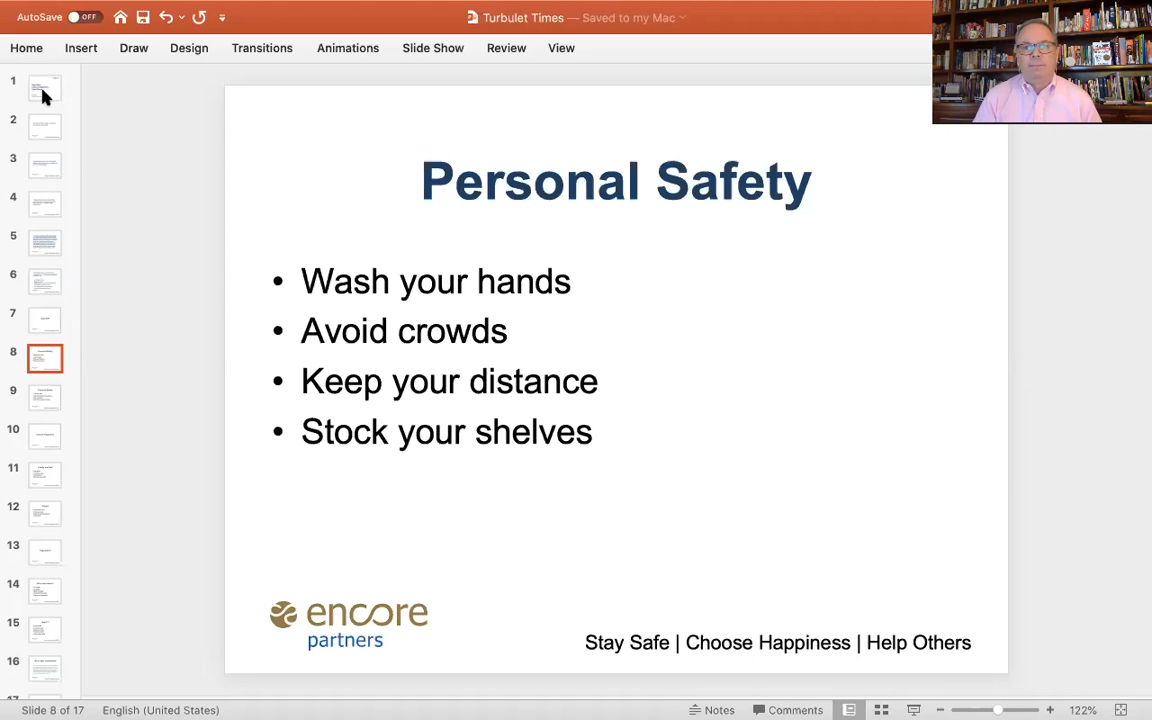 AutoSave OFF
Turbulet Times — Saved to my Mac
Home Insert Draw Design Transitions Animations Slide Show Review View
1
2
3
4
5
6
7
8
9
10
11
12
13
14
15
16
Personal Safety
• Wash your hands
• Avoid crowds
• Keep your distance
• Stock your shelves
encore
partners
Stay Safe | Choose Happiness | Help Others
Slide 8 of 17 English (United States) Notes Comments 122%